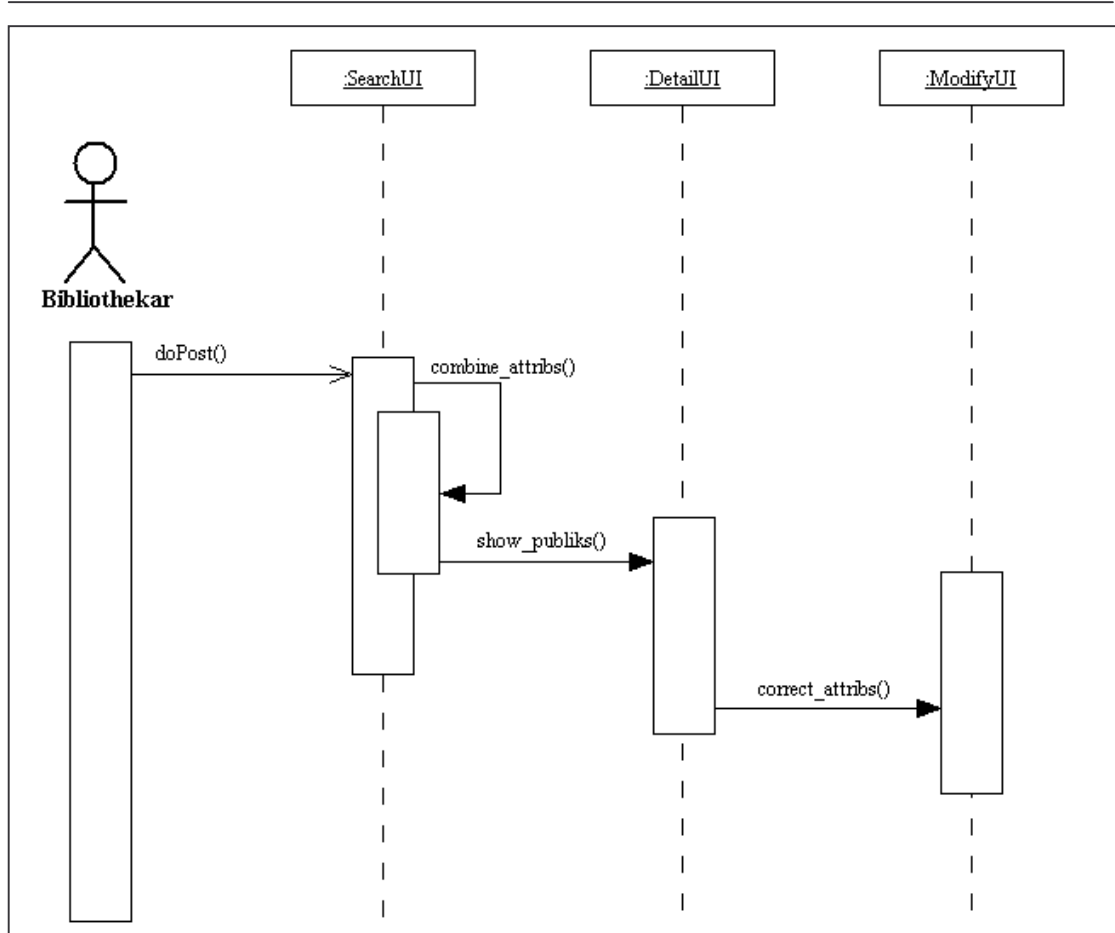 :SearchUI
:DetailUI
:ModifyUI
Bibliothekar
doPost()
combine_attribs()
show_publiks()
correct_attribs()